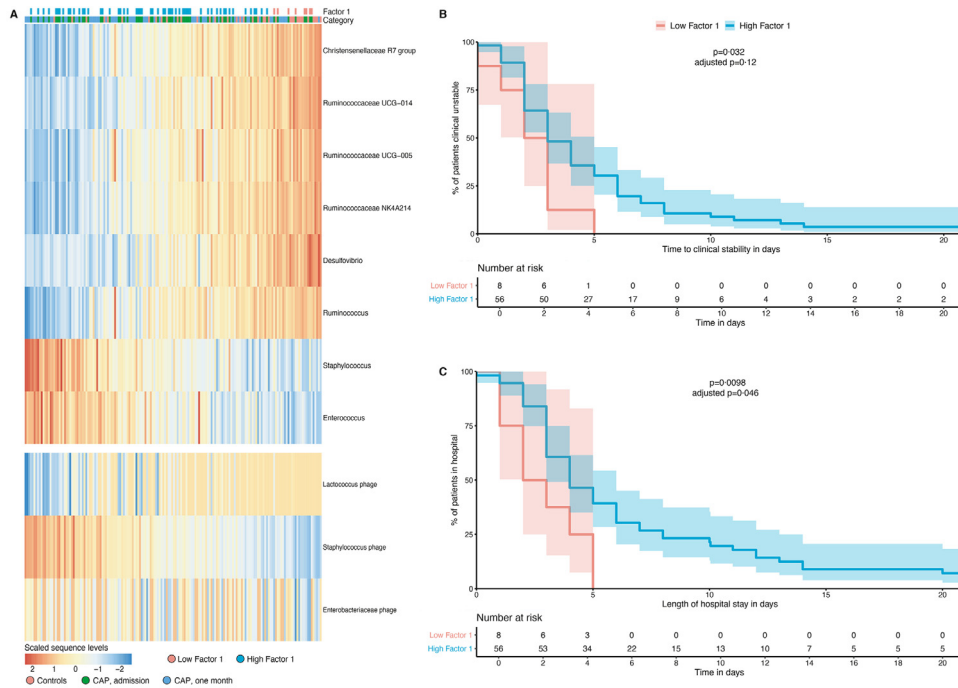 A
Factor 1
Category
Christensenellaceae R7 group
Ruminococcaceae UCG-014
Ruminococcaceae UCG-005
Ruminococcaceae NK4A214
Desulfovibrio
Ruminococcus
Staphylococcus
Enterococcus
Lactococcus phage
Staphylococcus phage
Enterobacteriaceae phage
Scaled sequence levels
2 1 0 -1 -2
Low Factor 1 High Factor 1
Controls CAP, admission CAP, one month
B
Low Factor 1 High Factor 1
p=0·032
adjusted p=0·12
% of patients clinical unstable
100
75
50
25
0
0 5 10 15 20
Time to clinical stability in days
Number at risk
Low Factor 1 8 6 1 0 0 0 0 0 0 0 0
High Factor 1 56 50 27 17 9 6 4 3 2 2 2
0 2 4 6 8 10 12 14 16 18 20
Time in days
C
p=0·0098
adjusted p=0·046
% of patients in hospital
100
75
50
25
0
0 5 10 15 20
Length of hospital stay in days
Number at risk
Low Factor 1 8 6 3 0 0 0 0 0 0 0 0
High Factor 1 56 53 34 22 15 13 10 7 5 5 5
0 2 4 6 8 10 12 14 16 18 20
Time in days